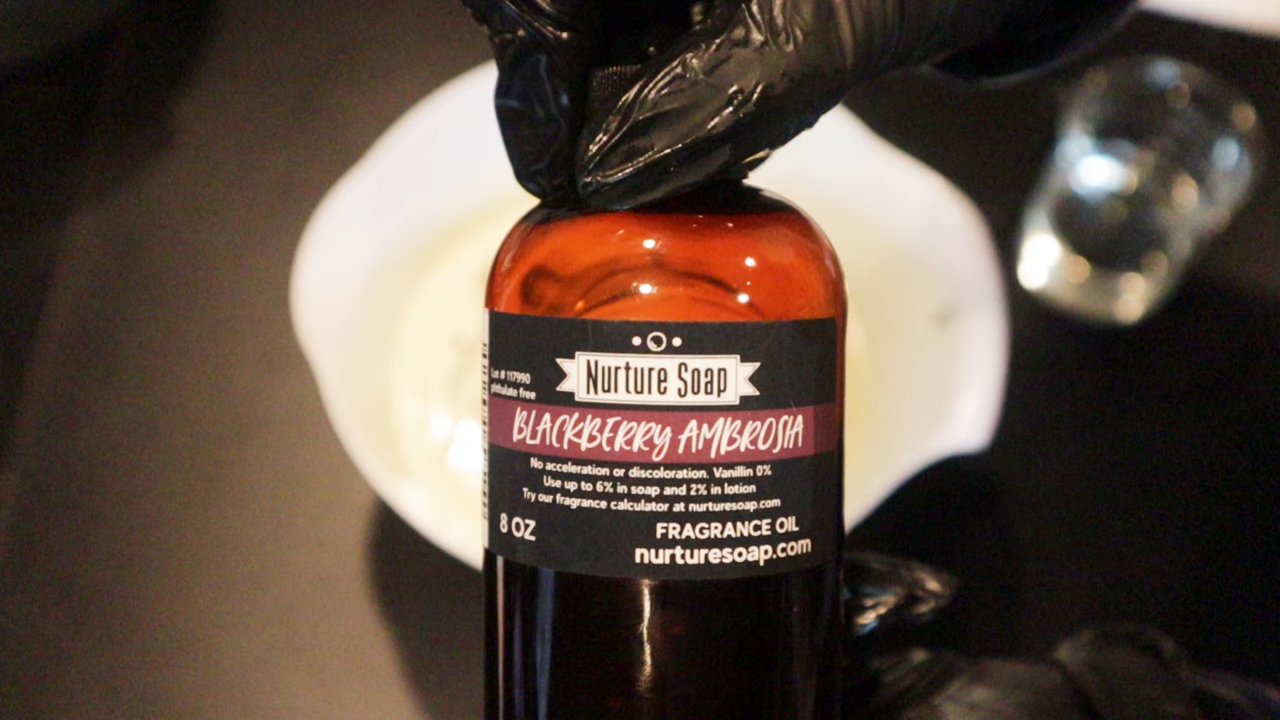 Lot # 117990
phthalate free
Nurture Soap
BLACKBERRY AMBROSIA
No acceleration or discoloration. Vanillin 0%
Use up to 6% in soap and 2% in lotion
Try our fragrance calculator at nurturesoap.com
8 OZ
FRAGRANCE OIL
nurturesoap.com